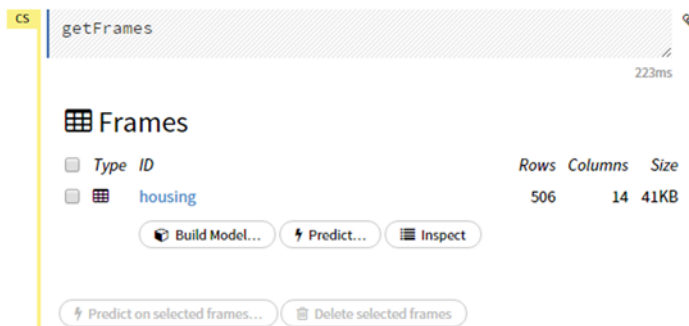 CS
getFrames
223ms
Frames
Type ID Rows Columns Size
housing 506 14 41KB
Build Model... Predict... Inspect
Predict on selected frames... Delete selected frames